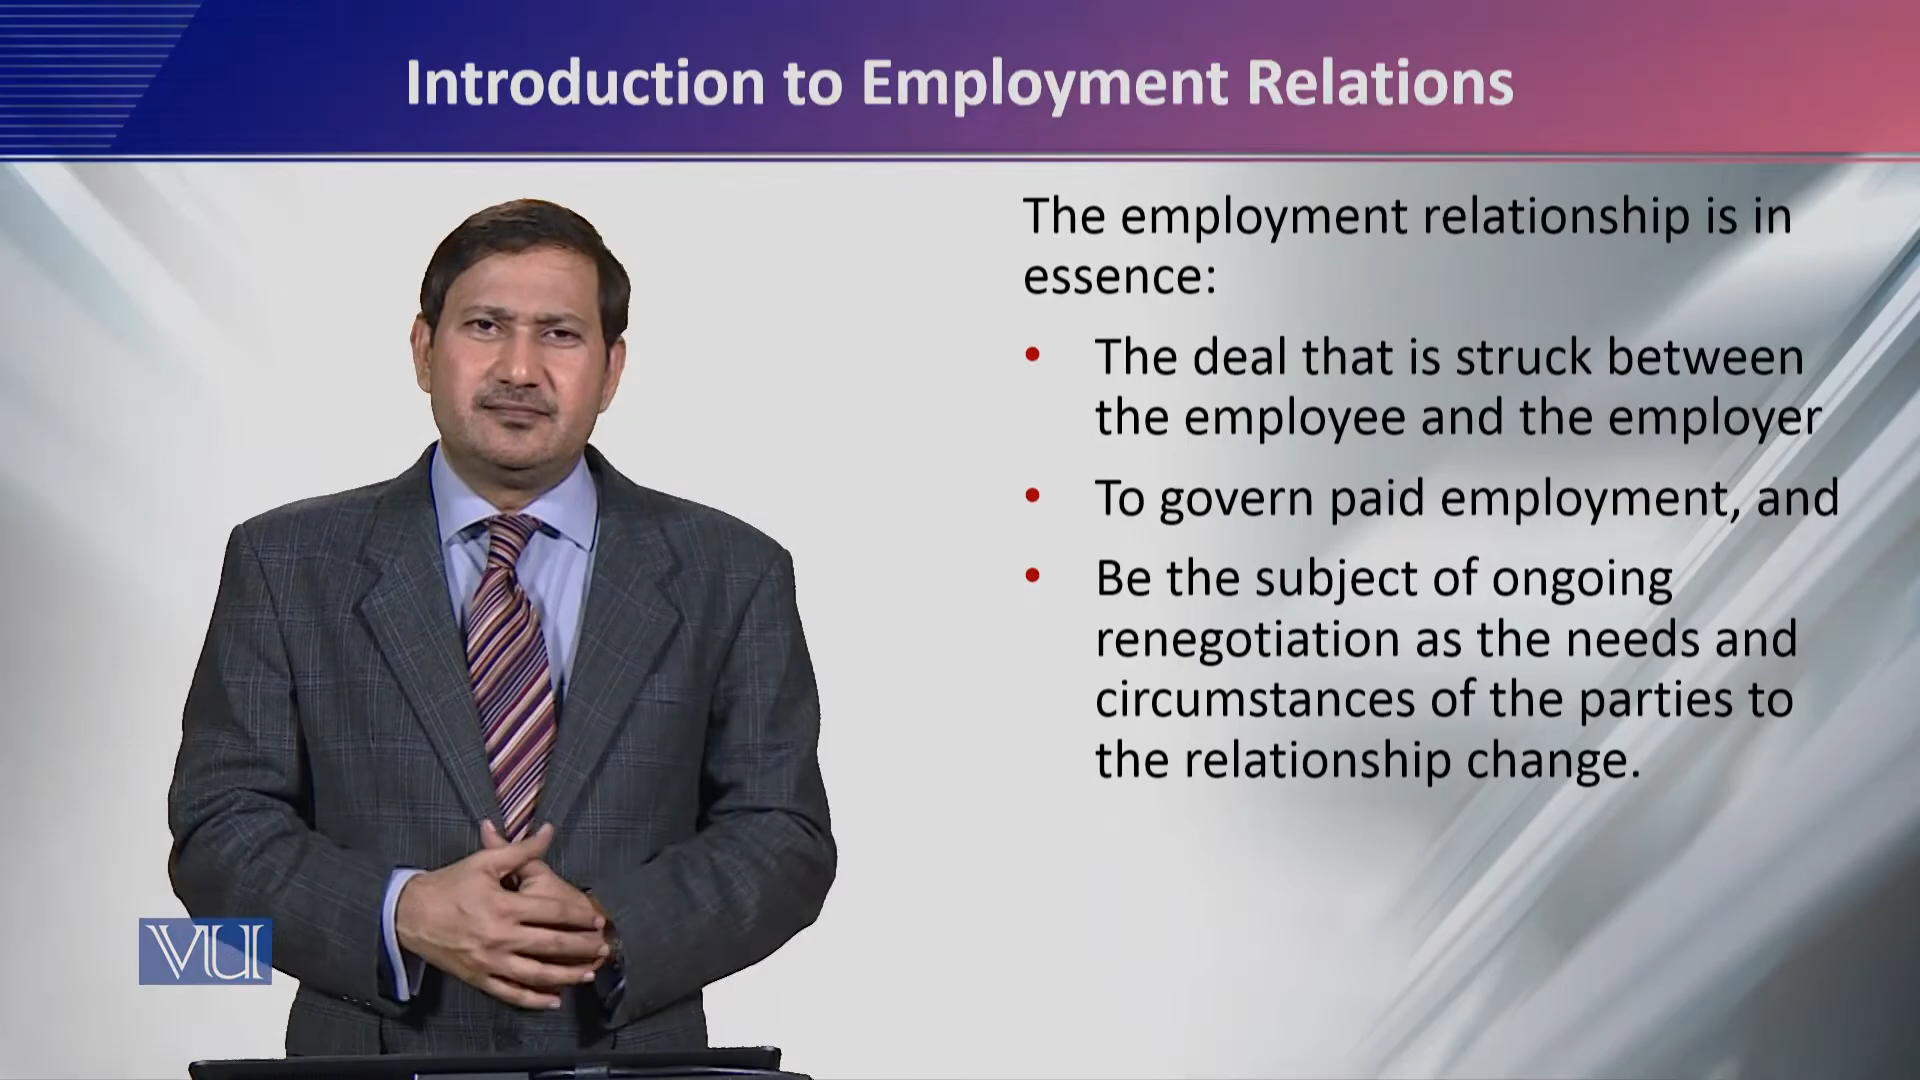 Introduction to Employment Relations
The employment relationship is in
essence:
• The deal that is struck between
the employee and the employer
• To govern paid employment, and
• Be the subject of ongoing
renegotiation as the needs and
circumstances of the parties to
the relationship change.
VU